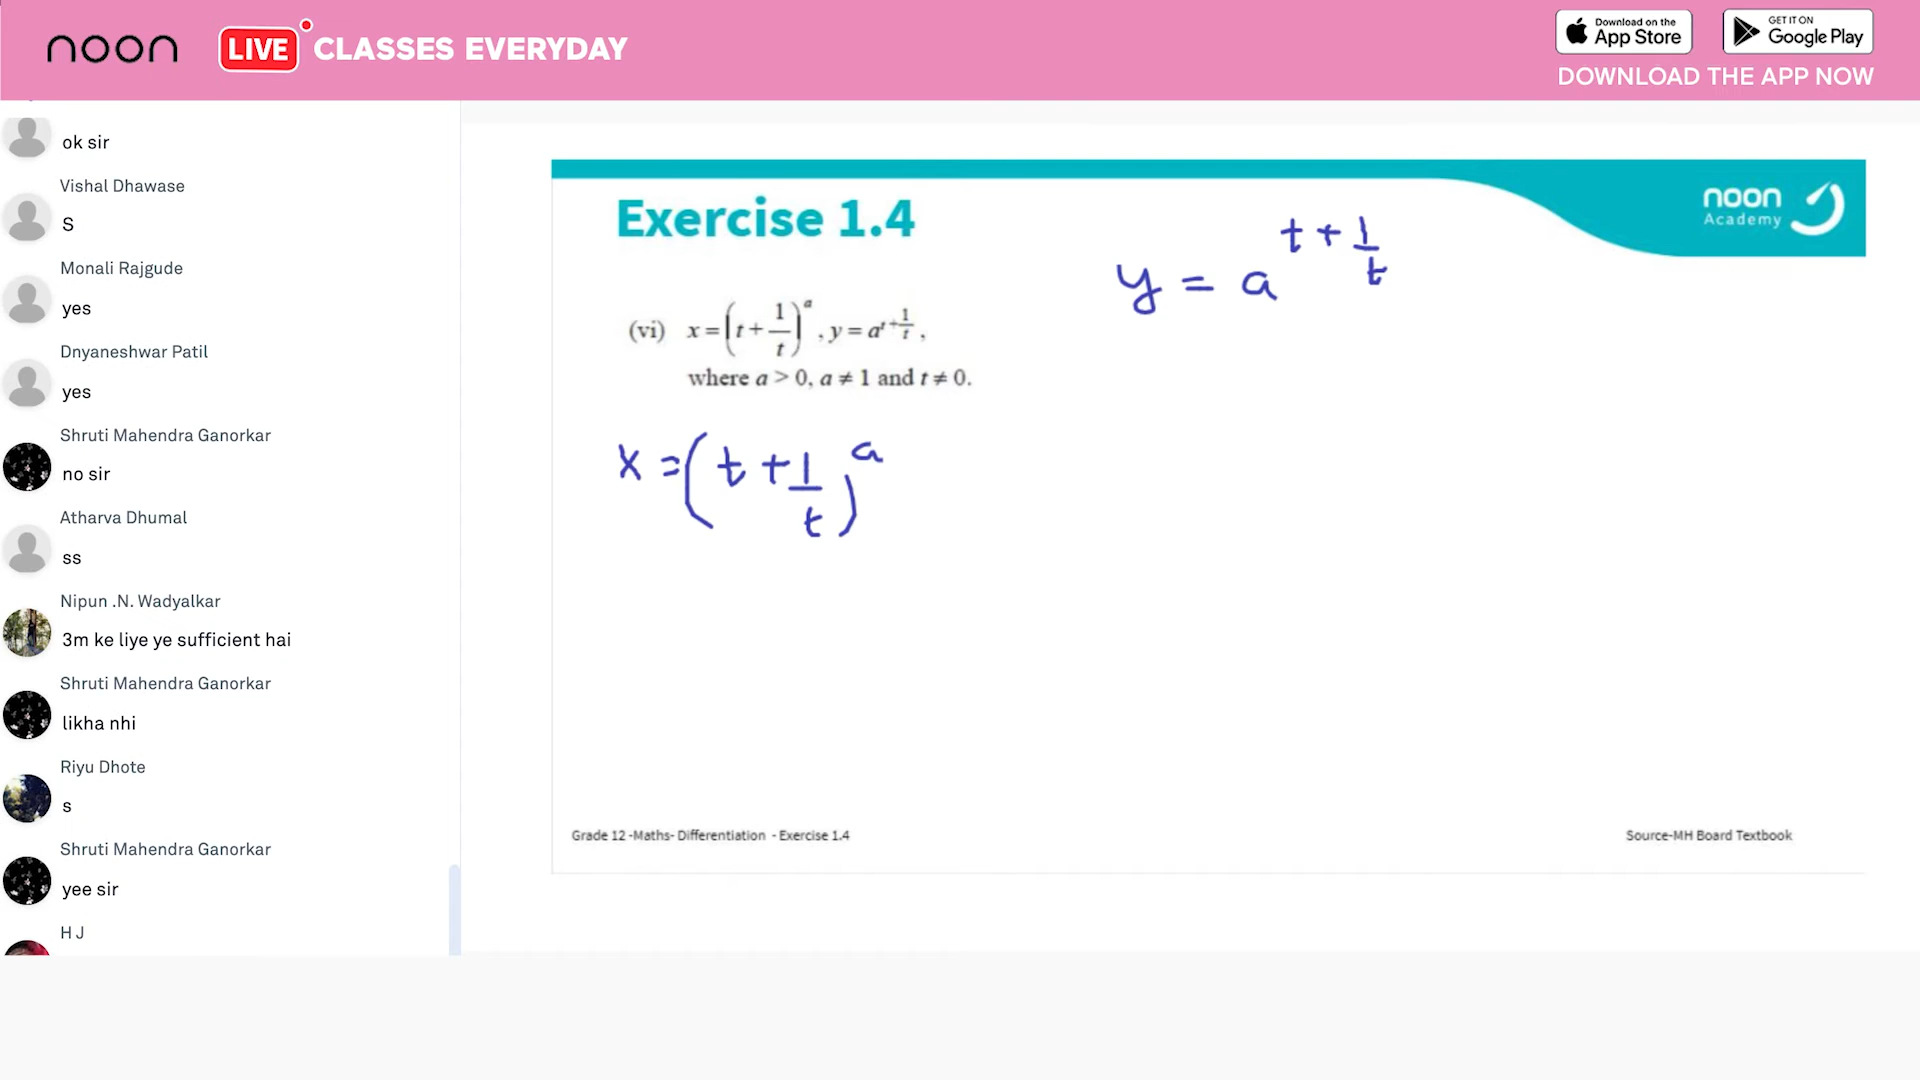 noon LIVE CLASSES EVERYDAY
Download on the App Store
GET IT ON Google Play
DOWNLOAD THE APP NOW
ok sir
Vishal Dhawase
S
Monali Rajgude
yes
Dnyaneshwar Patil
yes
Shruti Mahendra Ganorkar
no sir
Atharva Dhumal
ss
Nipun .N. Wadyalkar
3m ke liye ye sufficient hai
Shruti Mahendra Ganorkar
likha nhi
Riyu Dhote
s
Shruti Mahendra Ganorkar
yee sir
H J
Exercise 1.4
noon
Academy
y = a^(t + 1/t)
(vi) x = (t + 1/t)^a , y = a^(t + 1/t) ,
where a > 0, a ≠ 1 and t ≠ 0.
x = (t + 1/t)^a
Grade 12 -Maths- Differentiation - Exercise 1.4
Source-MH Board Textbook